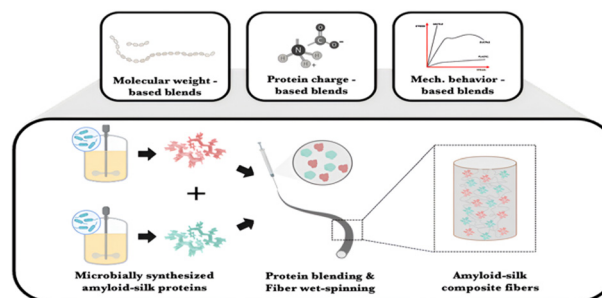 Molecular weight -
based blends
Protein charge -
based blends
Mech. behavior -
based blends
N
C
O
O
H
H
H
+
Microbially synthesized
amyloid-silk proteins
Protein blending &
Fiber wet-spinning
Amyloid-silk
composite fibers